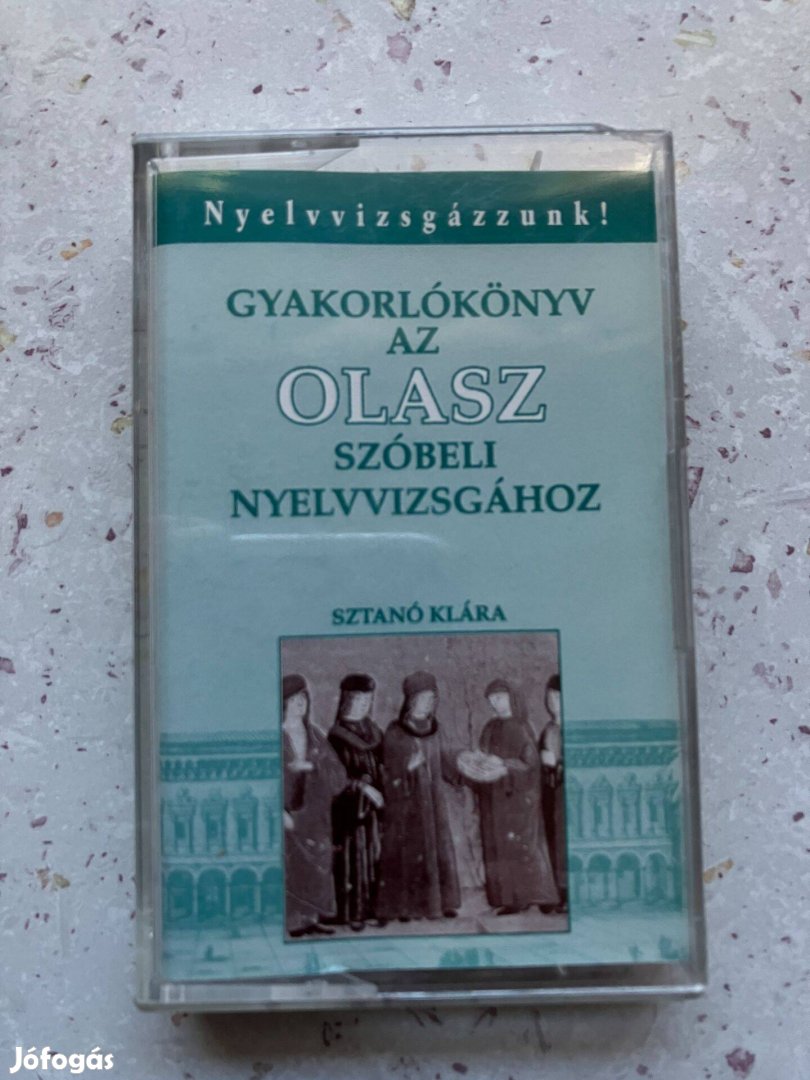 Nyelvvizsgázzunk!
GYAKORLÓKÖNYV
AZ
OLASZ
SZÓBELI
NYELVVIZSGÁHOZ
SZTANÓ KLÁRA
Jófogás